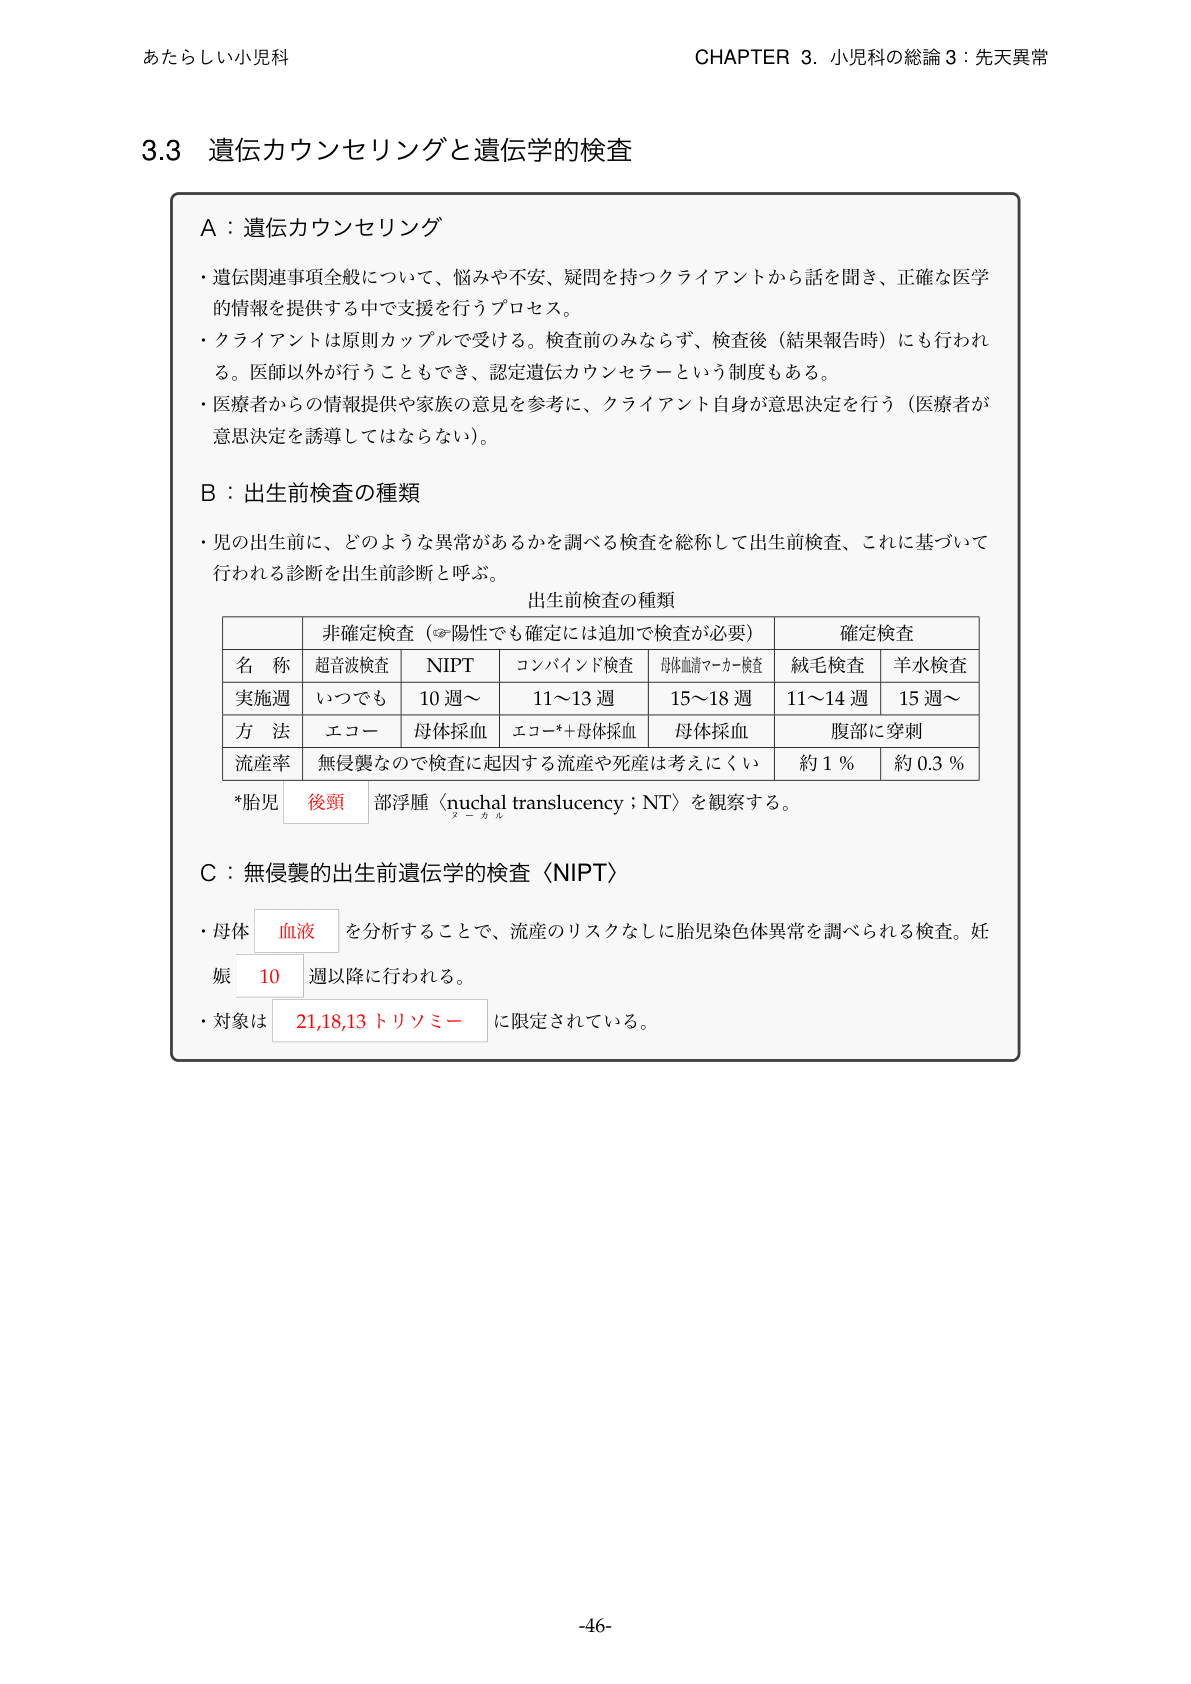 あたらしい小児科
CHAPTER 3. 小児科の総論 3：先天異常
3.3 遺伝カウンセリングと遺伝学的検査
A：遺伝カウンセリング
・遺伝関連事項全般について、悩みや不安、疑問を持つクライアントから話を聞き、正確な医学
的情報を提供する中で支援を行うプロセス。
・クライアントは原則カップルで受ける。検査前のみならず、検査後（結果報告時）にも行われ
る。医師以外が行うこともでき、認定遺伝カウンセラーという制度もある。
・医療者からの情報提供や家族の意見を参考に、クライアント自身が意思決定を行う（医療者が
意思決定を誘導してはならない）。
B：出生前検査の種類
・児の出生前に、どのような異常があるかを調べる検査を総称して出生前検査、これに基づいて
行われる診断を出生前診断と呼ぶ。
出生前検査の種類
非確定検査（☞陽性でも確定には追加で検査が必要） 確定検査
名 称 超音波検査 NIPT コンバインド検査 母体血清マーカー検査 絨毛検査 羊水検査
実施週 いつでも 10 週〜 11〜13 週 15〜18 週 11〜14 週 15 週〜
方 法 エコー 母体採血 エコー*＋母体採血 母体採血 腹部に穿刺
流産率 無侵襲なので検査に起因する流産や死産は考えにくい 約 1 % 約 0.3 %
*胎児 後頸 部浮腫〈nuchal translucency；NT〉を観察する。
ヌーカル
C：無侵襲的出生前遺伝学的検査〈NIPT〉
・母体 血液 を分析することで、流産のリスクなしに胎児染色体異常を調べられる検査。妊
娠 10 週以降に行われる。
・対象は 21,18,13 トリソミー に限定されている。
-46-